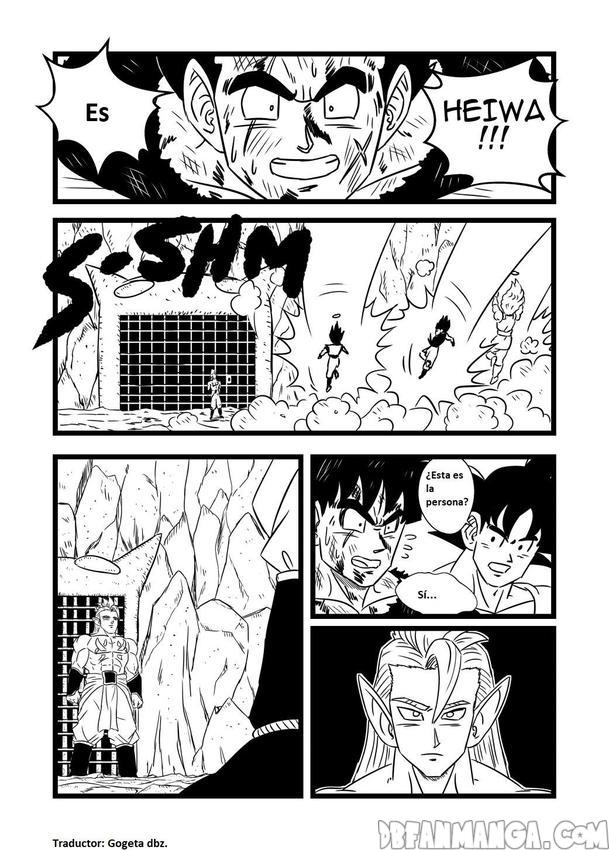 Es
HEIWA
!!!
S-SHM
¿Esta es
la
persona?
Sí...
Traductor: Gogeta dbz.
DBFANMANGA.COM